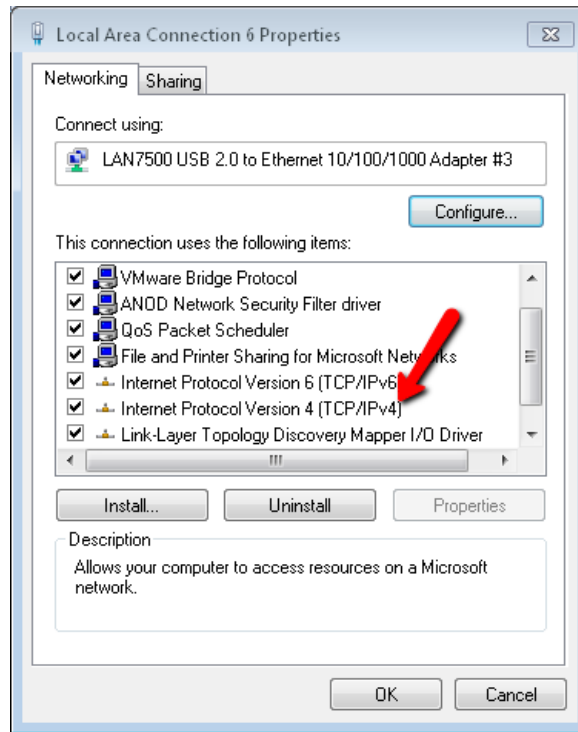 Local Area Connection 6 Properties
Networking
Sharing
Connect using:
LAN7500 USB 2.0 to Ethernet 10/100/1000 Adapter #3
Configure...
This connection uses the following items:
VMware Bridge Protocol
ANOD Network Security Filter driver
QoS Packet Scheduler
File and Printer Sharing for Microsoft Networks
Internet Protocol Version 6 (TCP/IPv6)
Internet Protocol Version 4 (TCP/IPv4)
Link-Layer Topology Discovery Mapper I/O Driver
Install...
Uninstall
Properties
Description
Allows your computer to access resources on a Microsoft
network.
OK
Cancel